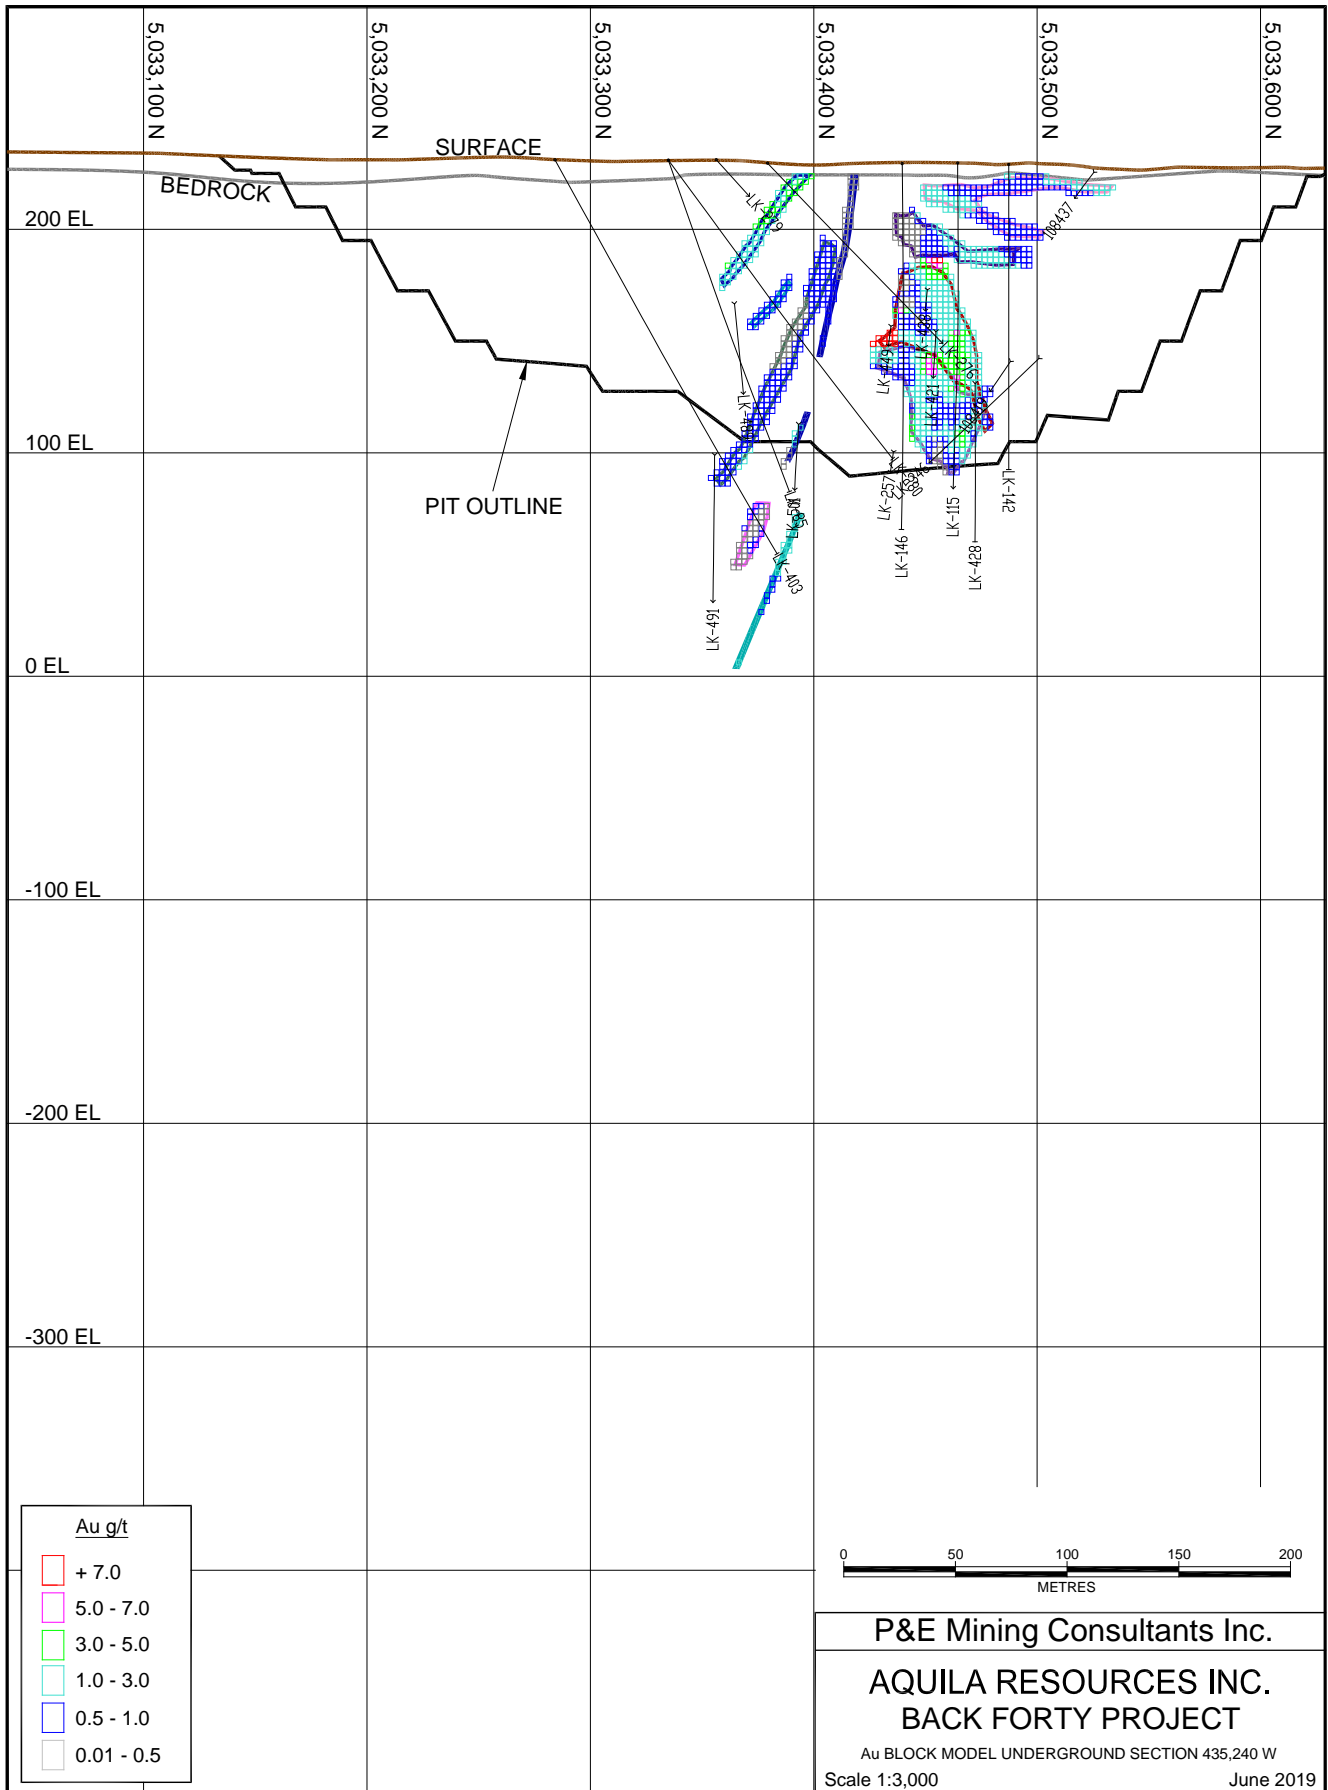 5,033,100 N
5,033,200 N
5,033,300 N
5,033,400 N
5,033,500 N
5,033,600 N
SURFACE
BEDROCK
108437
200 EL
LK-449
LK-421
LK-276
100 EL
PIT OUTLINE
LK-257
LK-146
LK-115
LK-142
LK-428
LK-403
LK-491
0 EL
-100 EL
-200 EL
-300 EL
Au g/t
+ 7.0
5.0 - 7.0
3.0 - 5.0
1.0 - 3.0
0.5 - 1.0
0.01 - 0.5
0 50 100 150 200
METRES
P&E Mining Consultants Inc.
AQUILA RESOURCES INC.
BACK FORTY PROJECT
Au BLOCK MODEL UNDERGROUND SECTION 435,240 W
Scale 1:3,000 June 2019